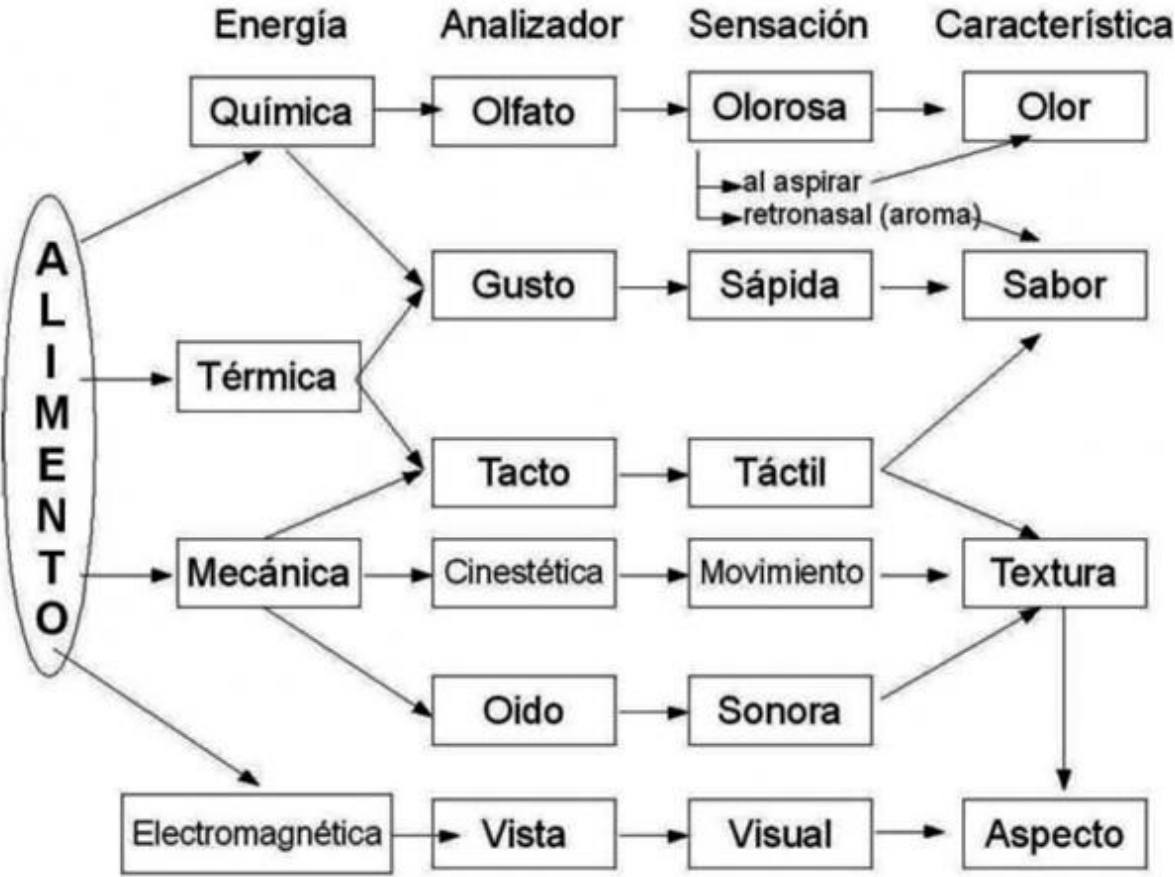 Energía Analizador Sensación Característica
Química Olfato Olorosa Olor
al aspirar
retronasal (aroma)
ALIMENTO
Gusto Sápida Sabor
Térmica
Tacto Táctil
Mecánica Cinestética Movimiento Textura
Oido Sonora
Electromagnética Vista Visual Aspecto